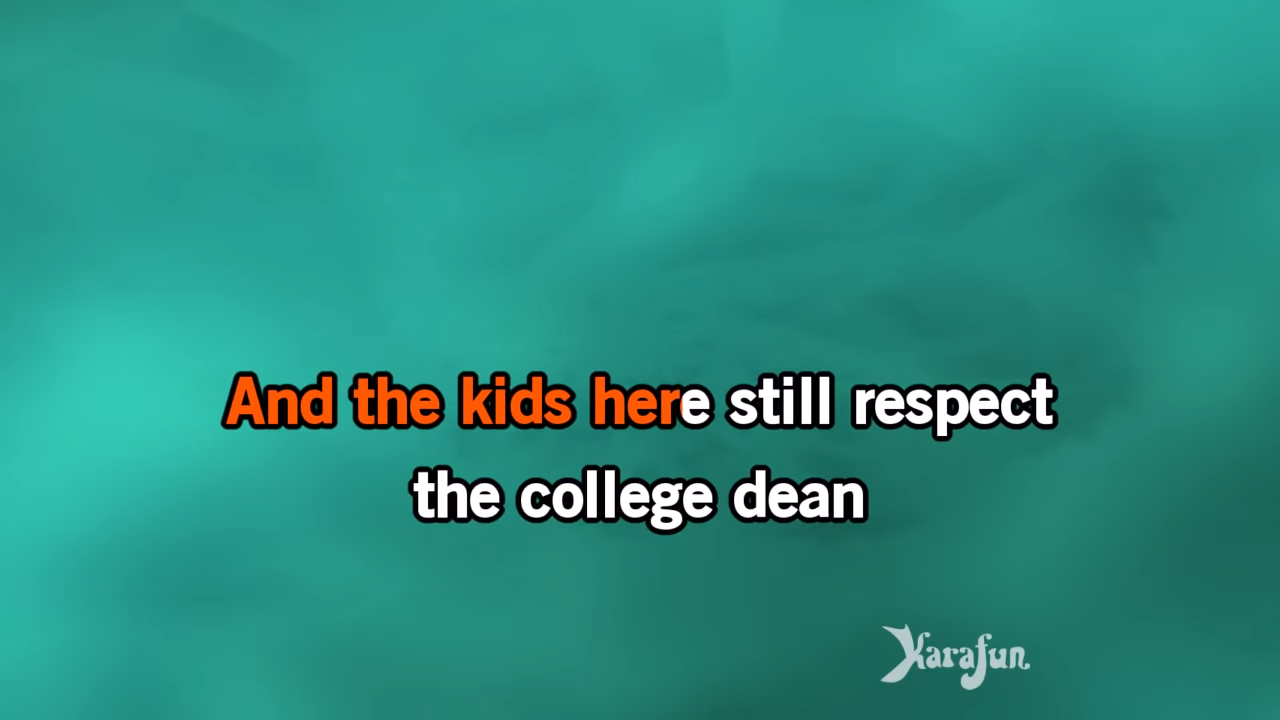 And the kids here still respect
the college dean
Karafun